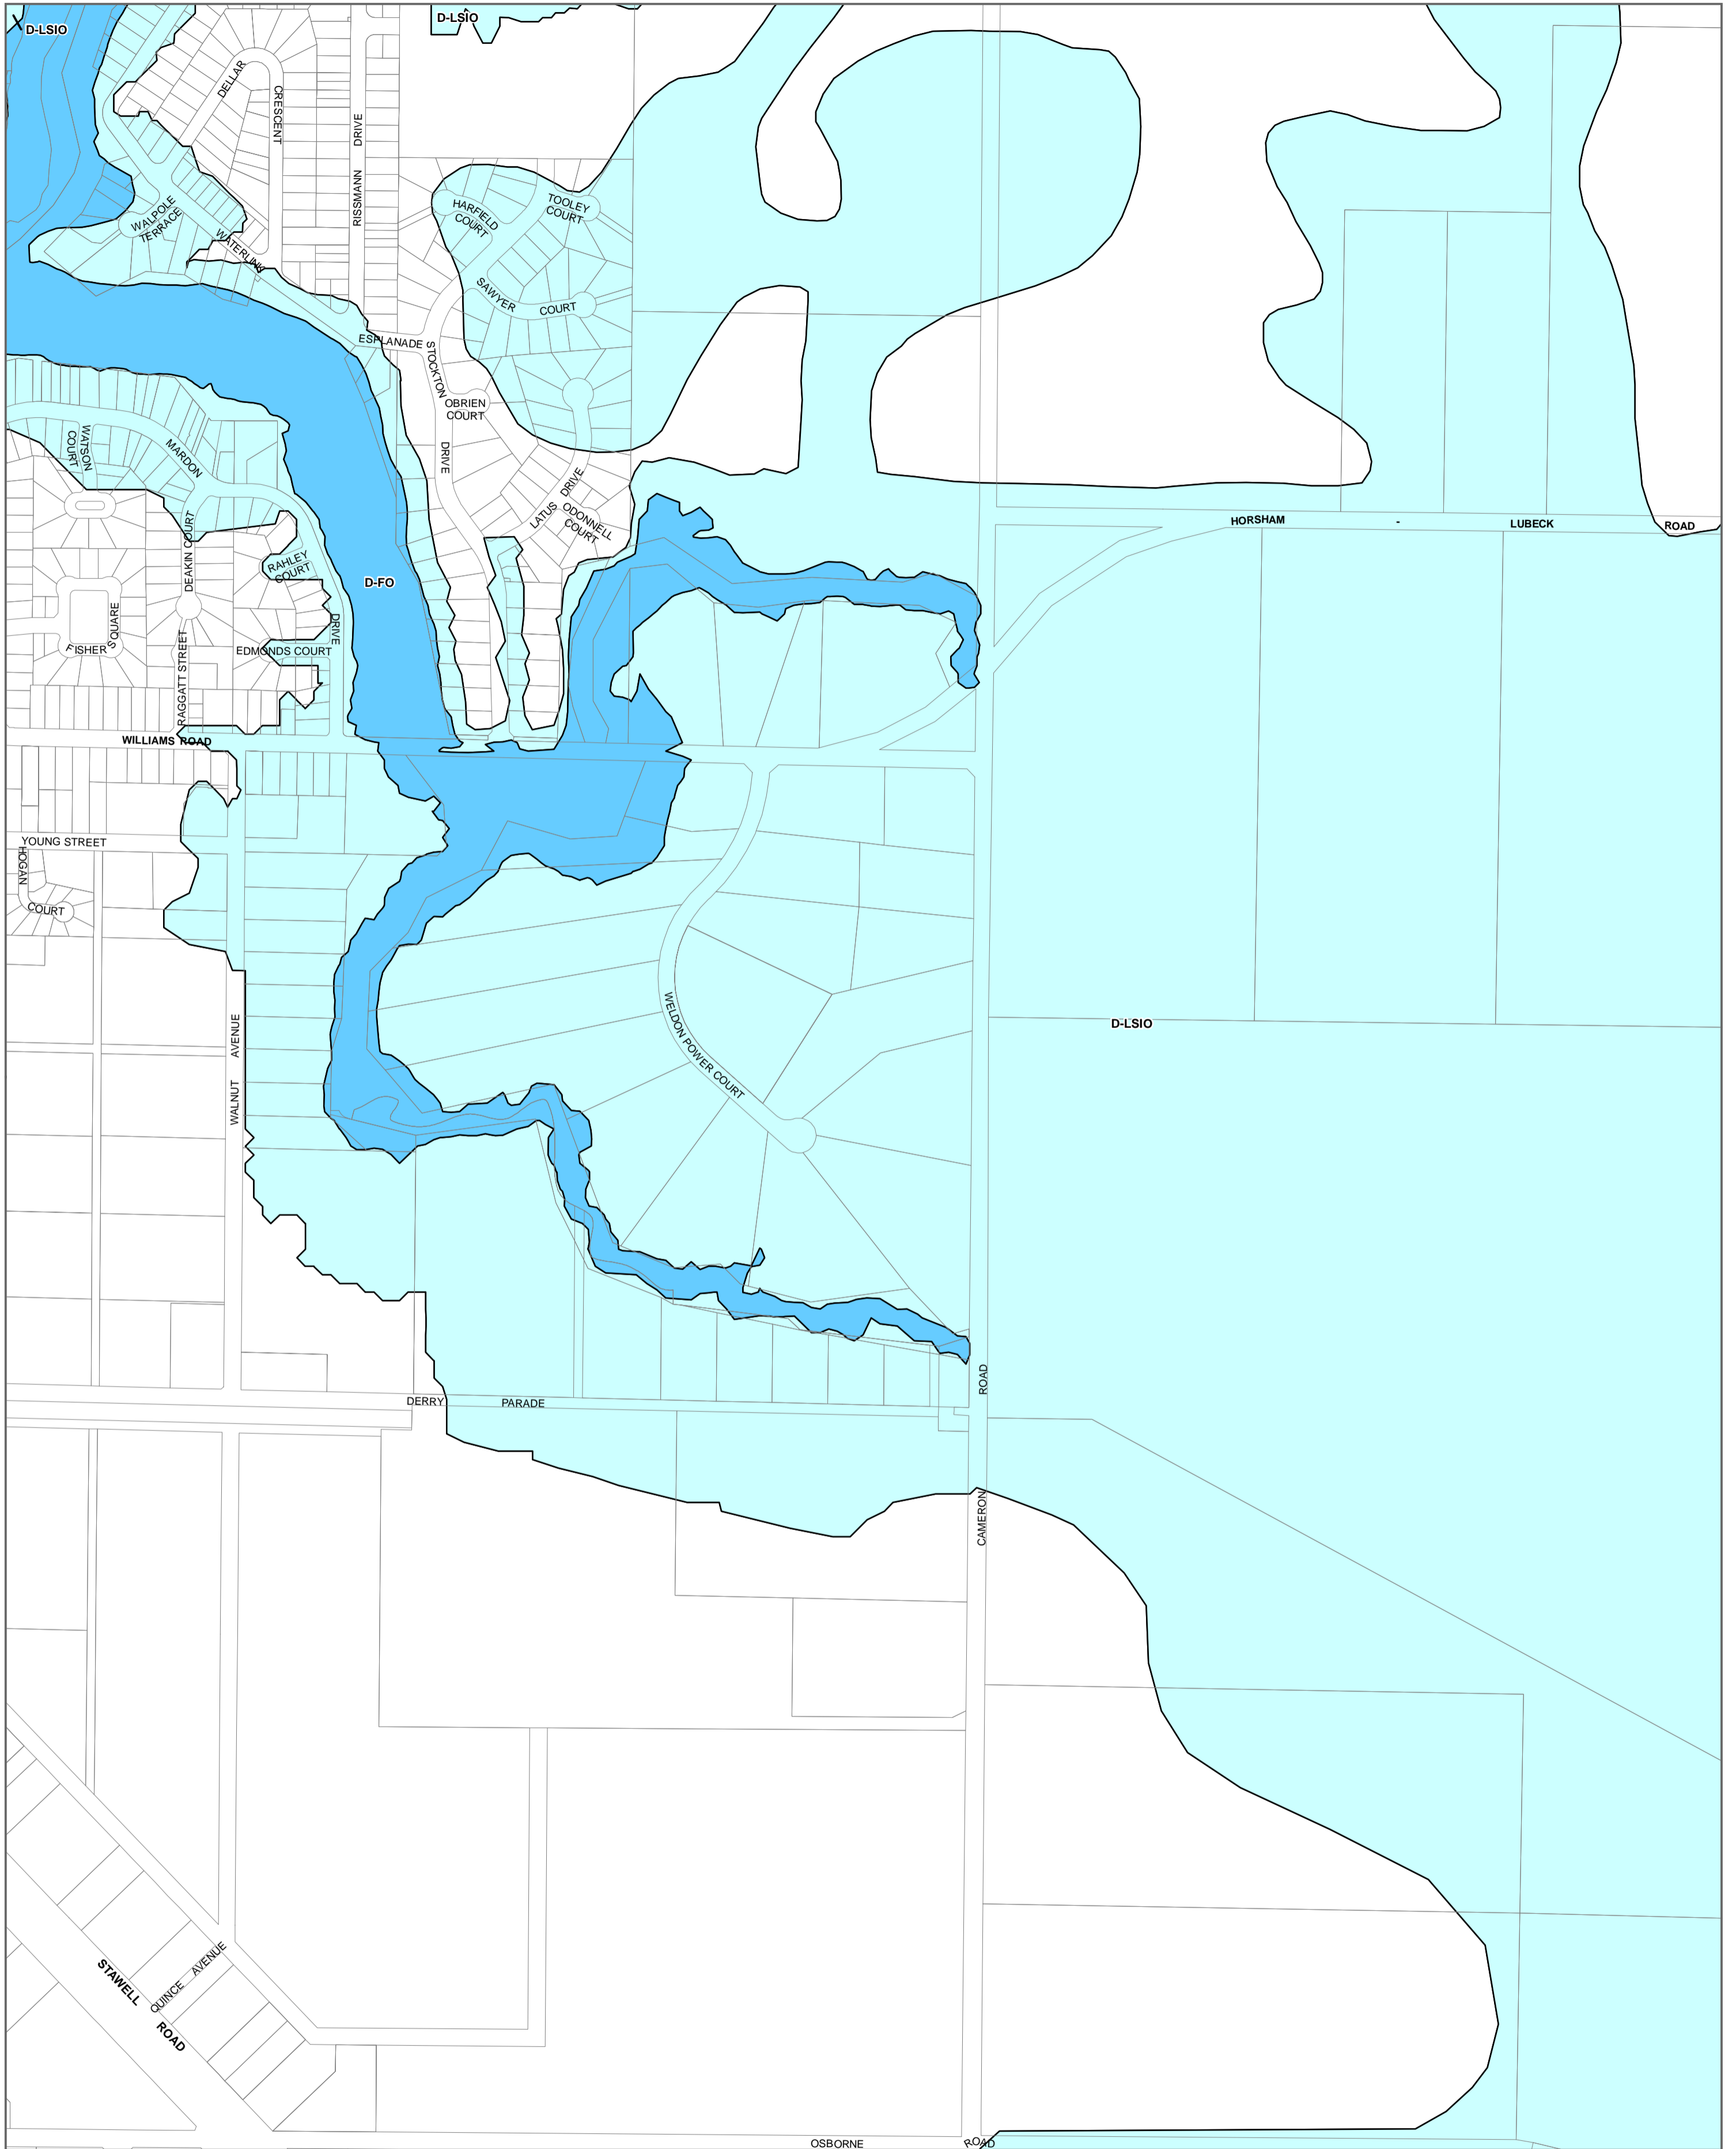 D-LSIO
D-LSIO
DELLAR
CRESCENT
RISSMANN DRIVE
WALPOLE
TERRACE
WATERLINK
ESPLANADE
HARFIELD
COURT
TOOLEY
COURT
SAWYER COURT
STOCKTON
DRIVE
OBRIEN
COURT
WATSON
COURT
MARDON
DRIVE
LATUS DRIVE
ODONNELL
COURT
HORSHAM - LUBECK ROAD
DEAKIN COURT
RAHLEY
COURT
D-FO
FISHER SQUARE
EDMONDS COURT
RAGGATT STREET
WILLIAMS ROAD
YOUNG STREET
HOGAN
COURT
WALNUT AVENUE
WELDON POWER COURT
D-LSIO
DERRY PARADE
CAMERON ROAD
STAWELL ROAD
QUINCE AVENUE
OSBORNE ROAD